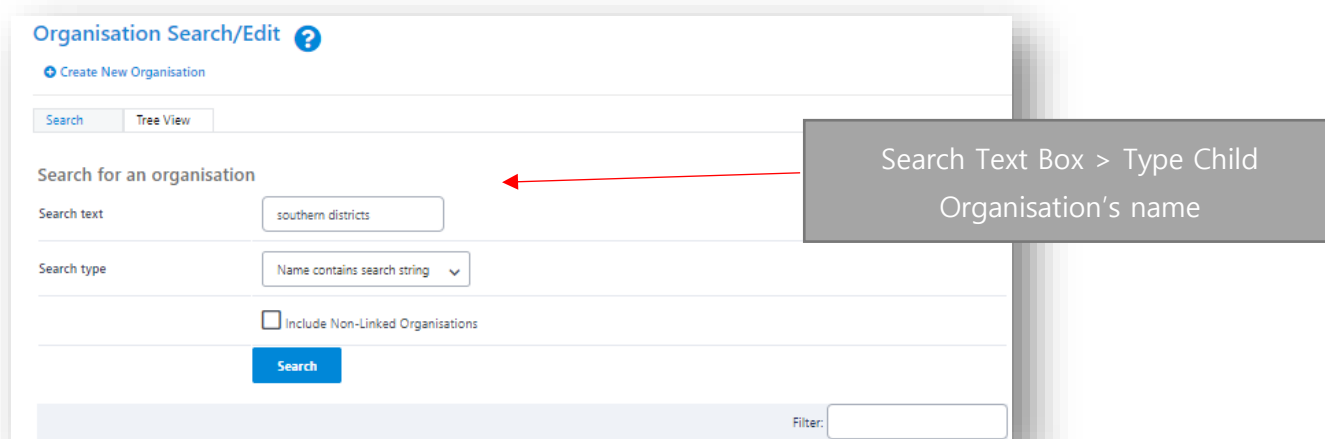 Organisation Search/Edit ?
Create New Organisation
Search Tree View
Search Text Box > Type Child
Organisation's name
Search for an organisation
Search text southern districts
Search type Name contains search string
Include Non-Linked Organisations
Search
Filter: